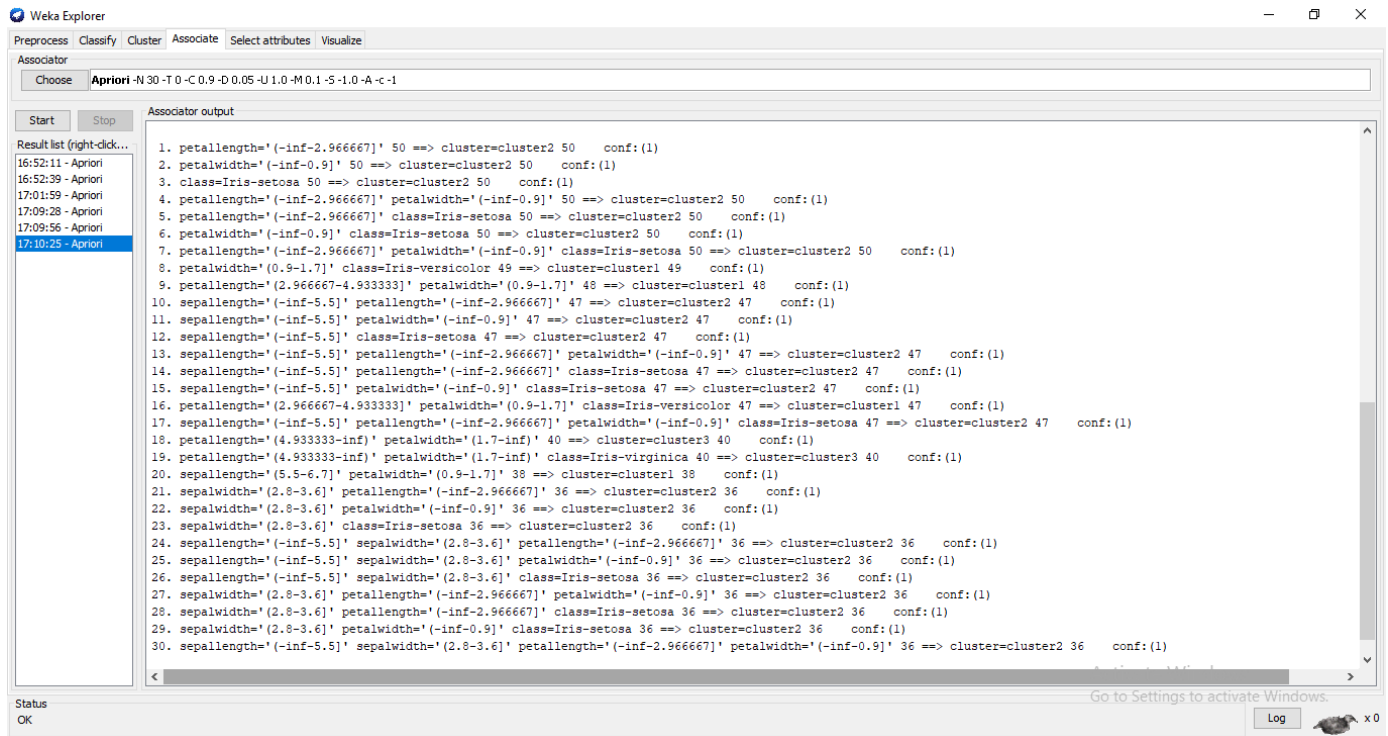 Weka Explorer
Preprocess Classify Cluster Associate Select attributes Visualize
Associator
Choose Apriori -N 30 -T 0 -C 0.9 -D 0.05 -U 1.0 -M 0.1 -S -1.0 -A -c -1
Start Stop
Associator output
Result list (right-click...
16:52:11 - Apriori
16:52:39 - Apriori
17:01:59 - Apriori
17:09:28 - Apriori
17:09:56 - Apriori
17:10:25 - Apriori
1. petallength='(-inf-2.966667]' 50 ==> cluster=cluster2 50 conf:(1)
2. petalwidth='(-inf-0.9]' 50 ==> cluster=cluster2 50 conf:(1)
3. class=Iris-setosa 50 ==> cluster=cluster2 50 conf:(1)
4. petallength='(-inf-2.966667]' petalwidth='(-inf-0.9]' 50 ==> cluster=cluster2 50 conf:(1)
5. petallength='(-inf-2.966667]' class=Iris-setosa 50 ==> cluster=cluster2 50 conf:(1)
6. petalwidth='(-inf-0.9]' class=Iris-setosa 50 ==> cluster=cluster2 50 conf:(1)
7. petallength='(-inf-2.966667]' petalwidth='(-inf-0.9]' class=Iris-setosa 50 ==> cluster=cluster2 50 conf:(1)
8. petalwidth='(0.9-1.7]' class=Iris-versicolor 49 ==> cluster=cluster1 49 conf:(1)
9. petallength='(2.966667-4.933333]' petalwidth='(0.9-1.7]' 48 ==> cluster=cluster1 48 conf:(1)
10. sepallength='(-inf-5.5]' petallength='(-inf-2.966667]' 47 ==> cluster=cluster2 47 conf:(1)
11. sepallength='(-inf-5.5]' petalwidth='(-inf-0.9]' 47 ==> cluster=cluster2 47 conf:(1)
12. sepallength='(-inf-5.5]' class=Iris-setosa 47 ==> cluster=cluster2 47 conf:(1)
13. sepallength='(-inf-5.5]' petallength='(-inf-2.966667]' petalwidth='(-inf-0.9]' 47 ==> cluster=cluster2 47 conf:(1)
14. sepallength='(-inf-5.5]' petallength='(-inf-2.966667]' class=Iris-setosa 47 ==> cluster=cluster2 47 conf:(1)
15. sepallength='(-inf-5.5]' petalwidth='(-inf-0.9]' class=Iris-setosa 47 ==> cluster=cluster2 47 conf:(1)
16. petallength='(2.966667-4.933333]' petalwidth='(0.9-1.7]' class=Iris-versicolor 47 ==> cluster=cluster1 47 conf:(1)
17. sepallength='(-inf-5.5]' petallength='(-inf-2.966667]' petalwidth='(-inf-0.9]' class=Iris-setosa 47 ==> cluster=cluster2 47 conf:(1)
18. petallength='(4.933333-inf)' petalwidth='(1.7-inf)' 40 ==> cluster=cluster3 40 conf:(1)
19. petallength='(4.933333-inf)' petalwidth='(1.7-inf)' class=Iris-virginica 40 ==> cluster=cluster3 40 conf:(1)
20. sepallength='(5.5-6.7]' petalwidth='(0.9-1.7]' 38 ==> cluster=cluster1 38 conf:(1)
21. sepalwidth='(2.8-3.6]' petallength='(-inf-2.966667]' 36 ==> cluster=cluster2 36 conf:(1)
22. sepalwidth='(2.8-3.6]' petalwidth='(-inf-0.9]' 36 ==> cluster=cluster2 36 conf:(1)
23. sepalwidth='(2.8-3.6]' class=Iris-setosa 36 ==> cluster=cluster2 36 conf:(1)
24. sepallength='(-inf-5.5]' sepalwidth='(2.8-3.6]' petallength='(-inf-2.966667]' 36 ==> cluster=cluster2 36 conf:(1)
25. sepallength='(-inf-5.5]' sepalwidth='(2.8-3.6]' petalwidth='(-inf-0.9]' 36 ==> cluster=cluster2 36 conf:(1)
26. sepallength='(-inf-5.5]' sepalwidth='(2.8-3.6]' class=Iris-setosa 36 ==> cluster=cluster2 36 conf:(1)
27. sepalwidth='(2.8-3.6]' petallength='(-inf-2.966667]' petalwidth='(-inf-0.9]' 36 ==> cluster=cluster2 36 conf:(1)
28. sepalwidth='(2.8-3.6]' petallength='(-inf-2.966667]' class=Iris-setosa 36 ==> cluster=cluster2 36 conf:(1)
29. sepalwidth='(2.8-3.6]' petalwidth='(-inf-0.9]' class=Iris-setosa 36 ==> cluster=cluster2 36 conf:(1)
30. sepallength='(-inf-5.5]' sepalwidth='(2.8-3.6]' petallength='(-inf-2.966667]' petalwidth='(-inf-0.9]' 36 ==> cluster=cluster2 36 conf:(1)
Go to Settings to activate Windows.
Status
OK
Log
x 0